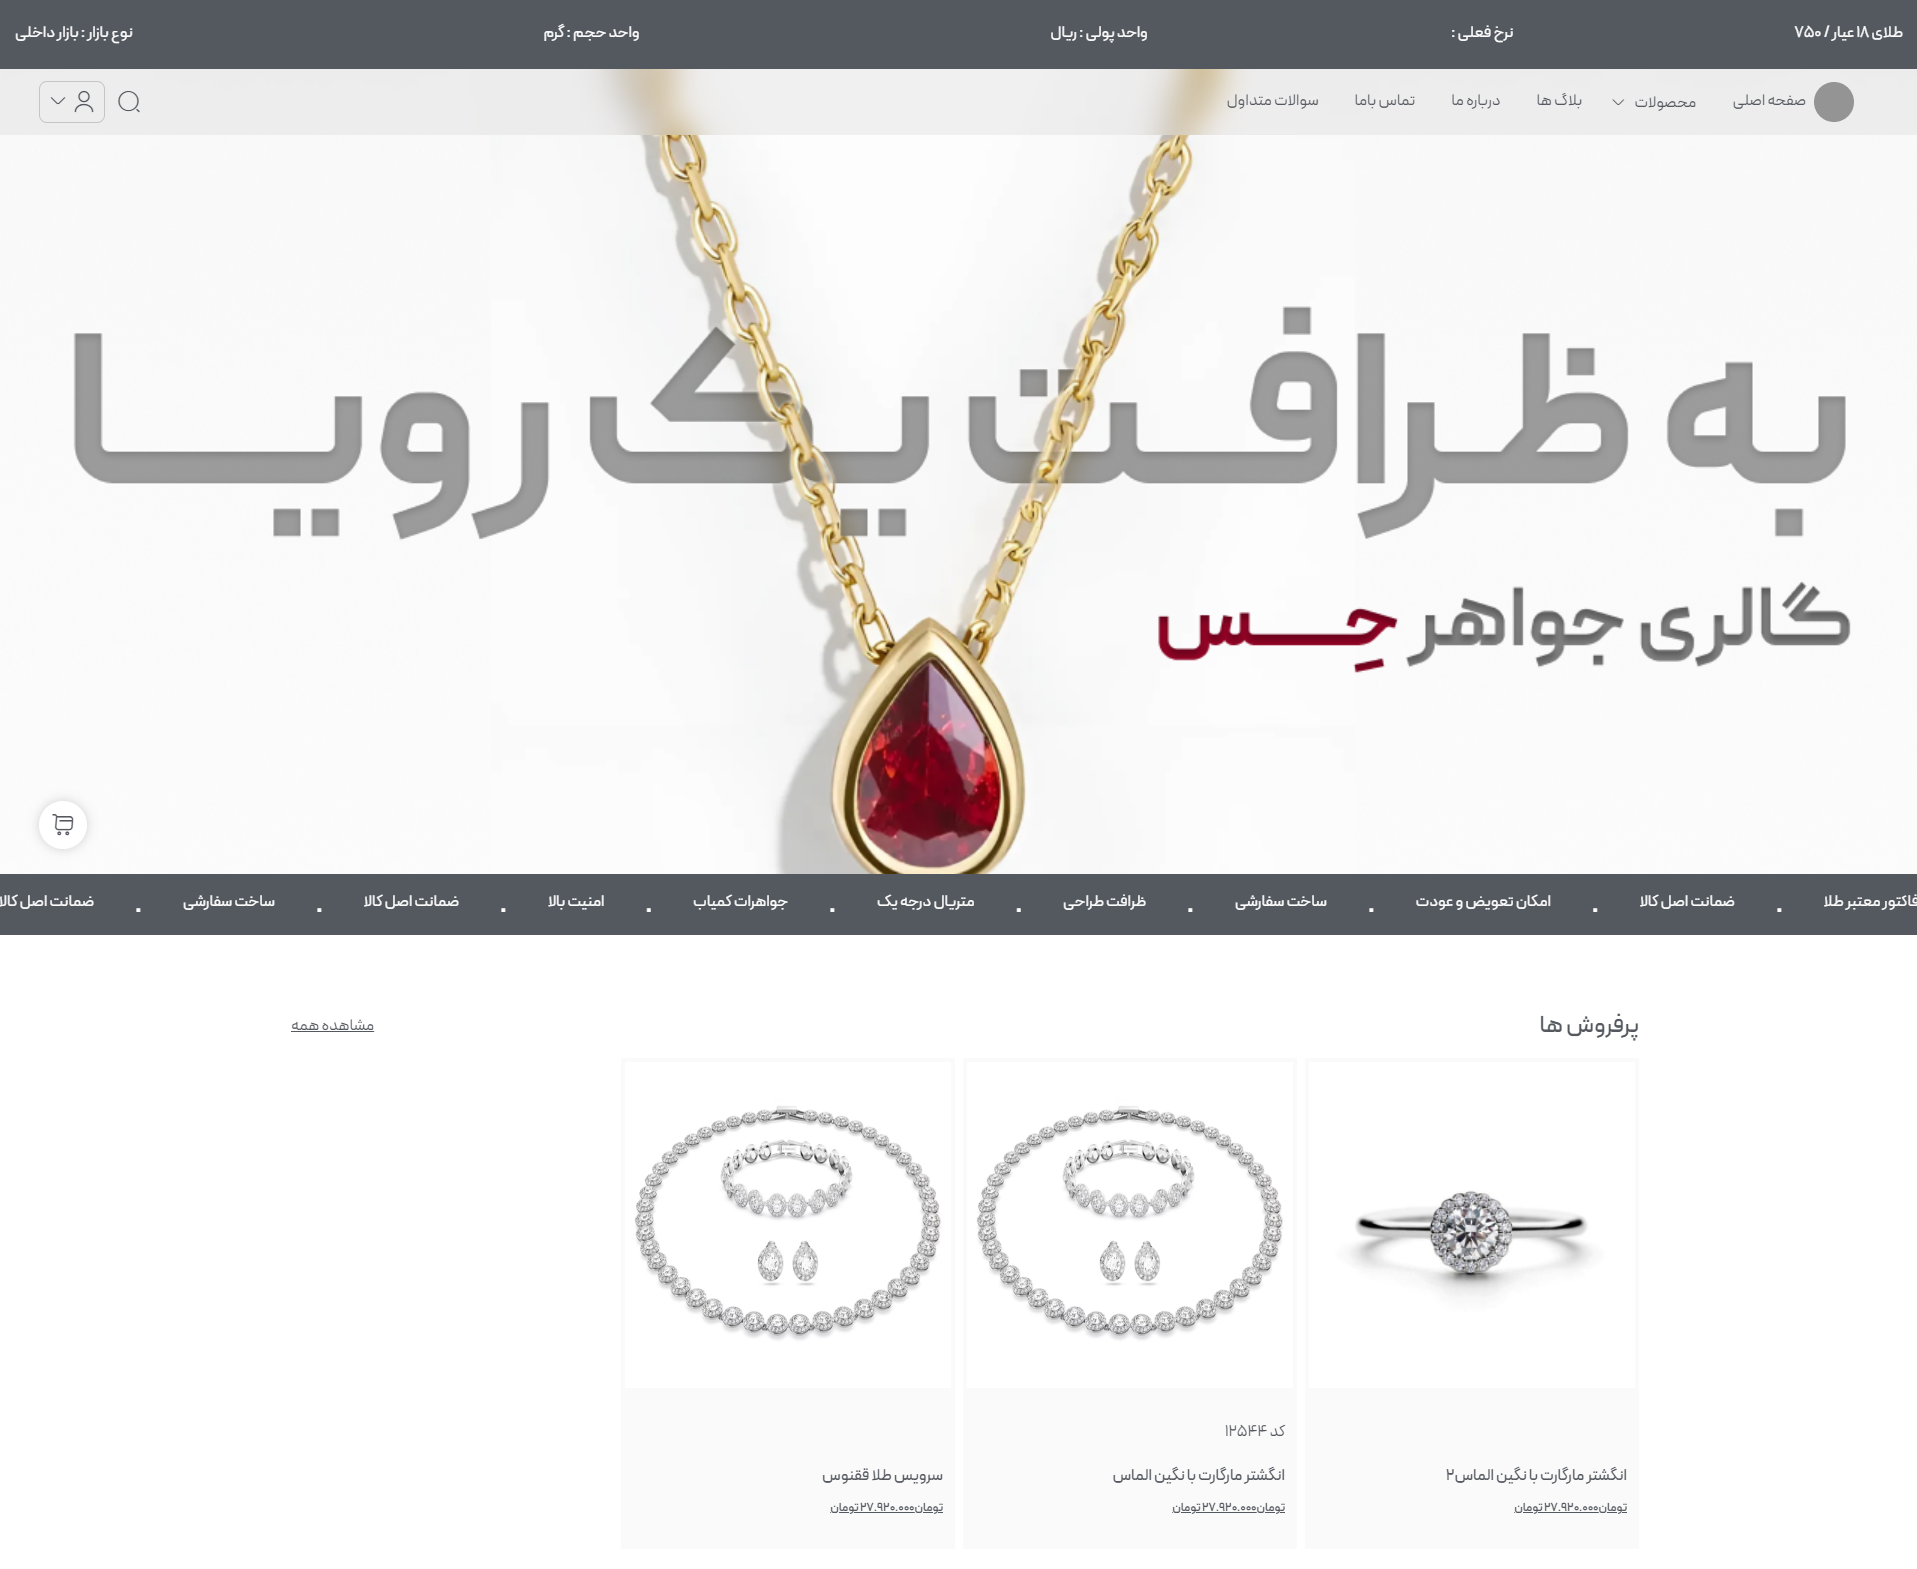 طلای ۱۸ عیار / ۷۵۰
نرخ فعلی :
واحد پولی : ریال
واحد حجم : گرم
نوع بازار : بازار داخلی
صفحه اصلی
محصولات
بلاگ ها
درباره ما
تماس باما
سوالات متداول
به ظرافت یک رویا
گالری جواهر حِس
فاکتور معتبر طلا . ضمانت اصل کالا . امکان تعویض و عودت . ساخت سفارشی . ظرافت طراحی . متریال درجه یک . جواهرات کمیاب . امنیت بالا . ضمانت اصل کالا . ساخت سفارشی . ضمانت اصل کالا
پرفروش ها
مشاهده همه
انگشتر مارگارت با نگین الماس۲
تومان۲۷.۹۲۰.۰۰۰ تومان
کد ۱۲۵۴۴
انگشتر مارگارت با نگین الماس
تومان۲۷.۹۲۰.۰۰۰ تومان
سرویس طلا ققنوس
تومان۲۷.۹۲۰.۰۰۰ تومان